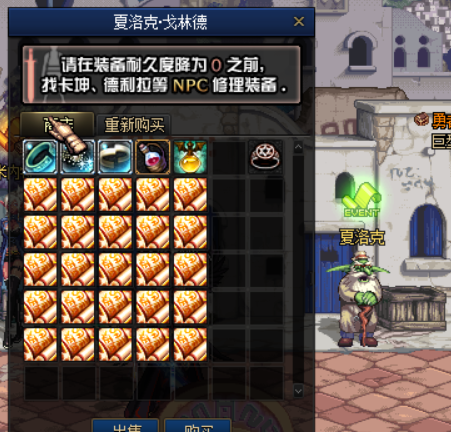 夏洛克·戈林德
请在装备耐久度降为 0 之前，
找卡坤、德利拉等 NPC 修理装备．
商店
重新购买
EVENT
夏洛克
出售
购买